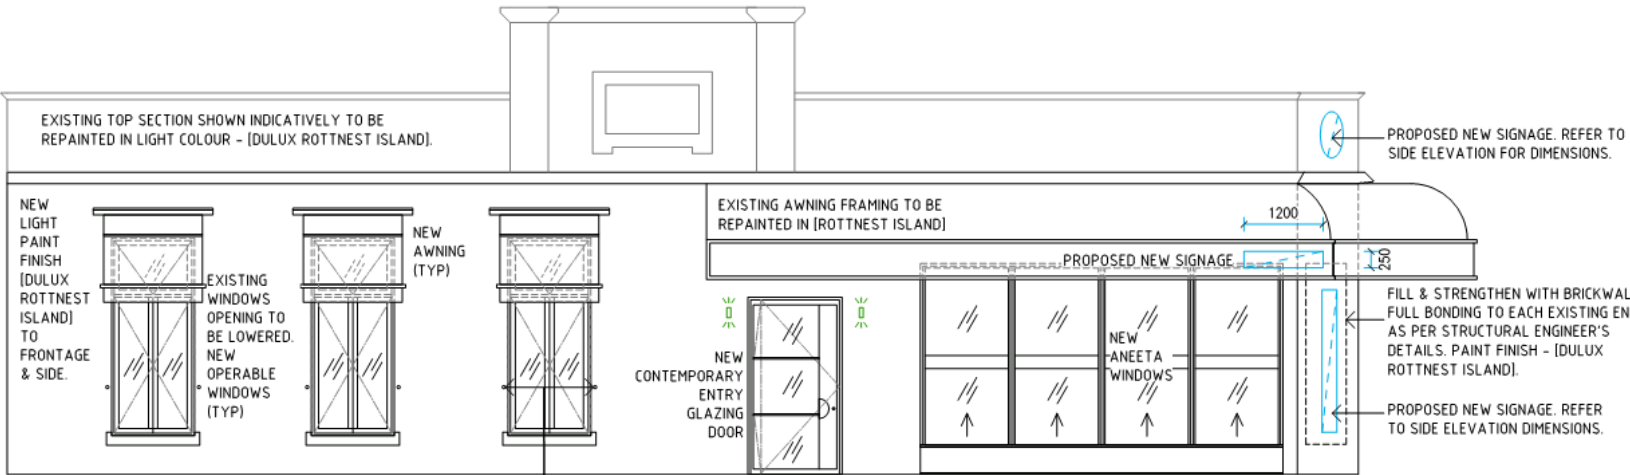 EXISTING TOP SECTION SHOWN INDICATIVELY TO BE
REPAINTED IN LIGHT COLOUR - [DULUX ROTTNEST ISLAND].
PROPOSED NEW SIGNAGE. REFER TO
SIDE ELEVATION FOR DIMENSIONS.
NEW
LIGHT
PAINT
FINISH
[DULUX
ROTTNEST
ISLAND]
TO
FRONTAGE
& SIDE.
EXISTING
WINDOWS
OPENING TO
BE LOWERED.
NEW
OPERABLE
WINDOWS
(TYP)
NEW
AWNING
(TYP)
EXISTING AWNING FRAMING TO BE
REPAINTED IN [ROTTNEST ISLAND]
1200
PROPOSED NEW SIGNAGE
250
NEW
CONTEMPORARY
ENTRY
GLAZING
DOOR
NEW
ANEETA
WINDOWS
FILL & STRENGTHEN WITH BRICKWAL
FULL BONDING TO EACH EXISTING EN
AS PER STRUCTURAL ENGINEER'S
DETAILS. PAINT FINISH - [DULUX
ROTTNEST ISLAND].
PROPOSED NEW SIGNAGE. REFER
TO SIDE ELEVATION DIMENSIONS.